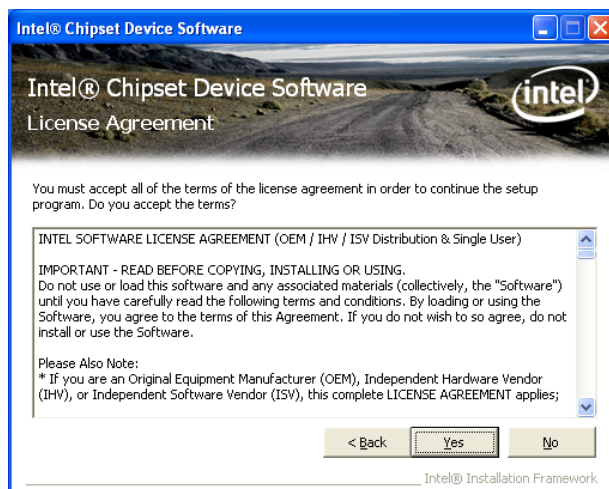 Intel® Chipset Device Software
Intel® Chipset Device Software
License Agreement
intel
You must accept all of the terms of the license agreement in order to continue the setup
program. Do you accept the terms?
INTEL SOFTWARE LICENSE AGREEMENT (OEM / IHV / ISV Distribution & Single User)
IMPORTANT - READ BEFORE COPYING, INSTALLING OR USING.
Do not use or load this software and any associated materials (collectively, the "Software")
until you have carefully read the following terms and conditions. By loading or using the
Software, you agree to the terms of this Agreement. If you do not wish to so agree, do not
install or use the Software.
Please Also Note:
* If you are an Original Equipment Manufacturer (OEM), Independent Hardware Vendor
(IHV), or Independent Software Vendor (ISV), this complete LICENSE AGREEMENT applies;
< Back
Yes
No
Intel® Installation Framework